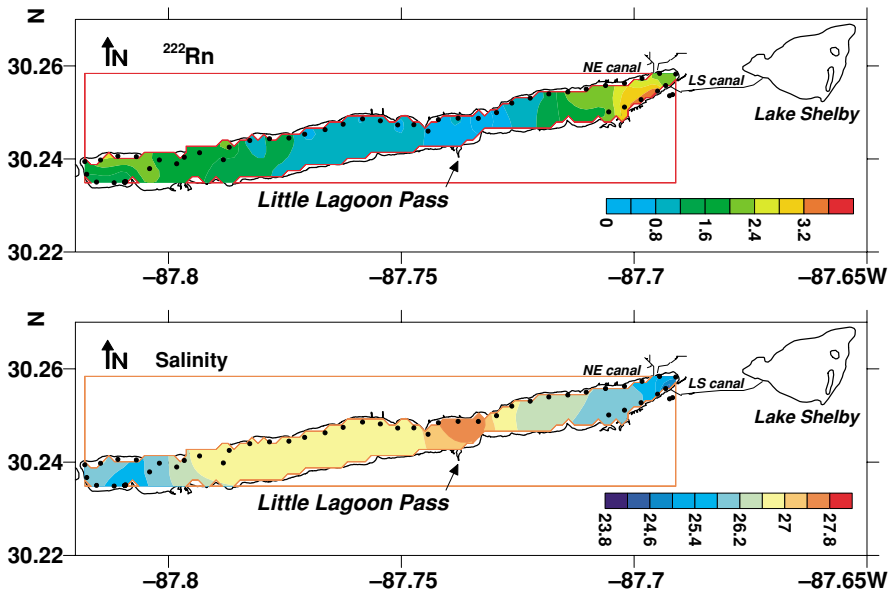 N
30.26
30.24
30.22
N
²²²Rn
NE canal
LS canal
Lake Shelby
Little Lagoon Pass
0
0.8
1.6
2.4
3.2
–87.8
–87.75
–87.7
–87.65W
N
30.26
30.24
30.22
N
Salinity
NE canal
LS canal
Lake Shelby
Little Lagoon Pass
23.8
24.6
25.4
26.2
27
27.8
–87.8
–87.75
–87.7
–87.65W